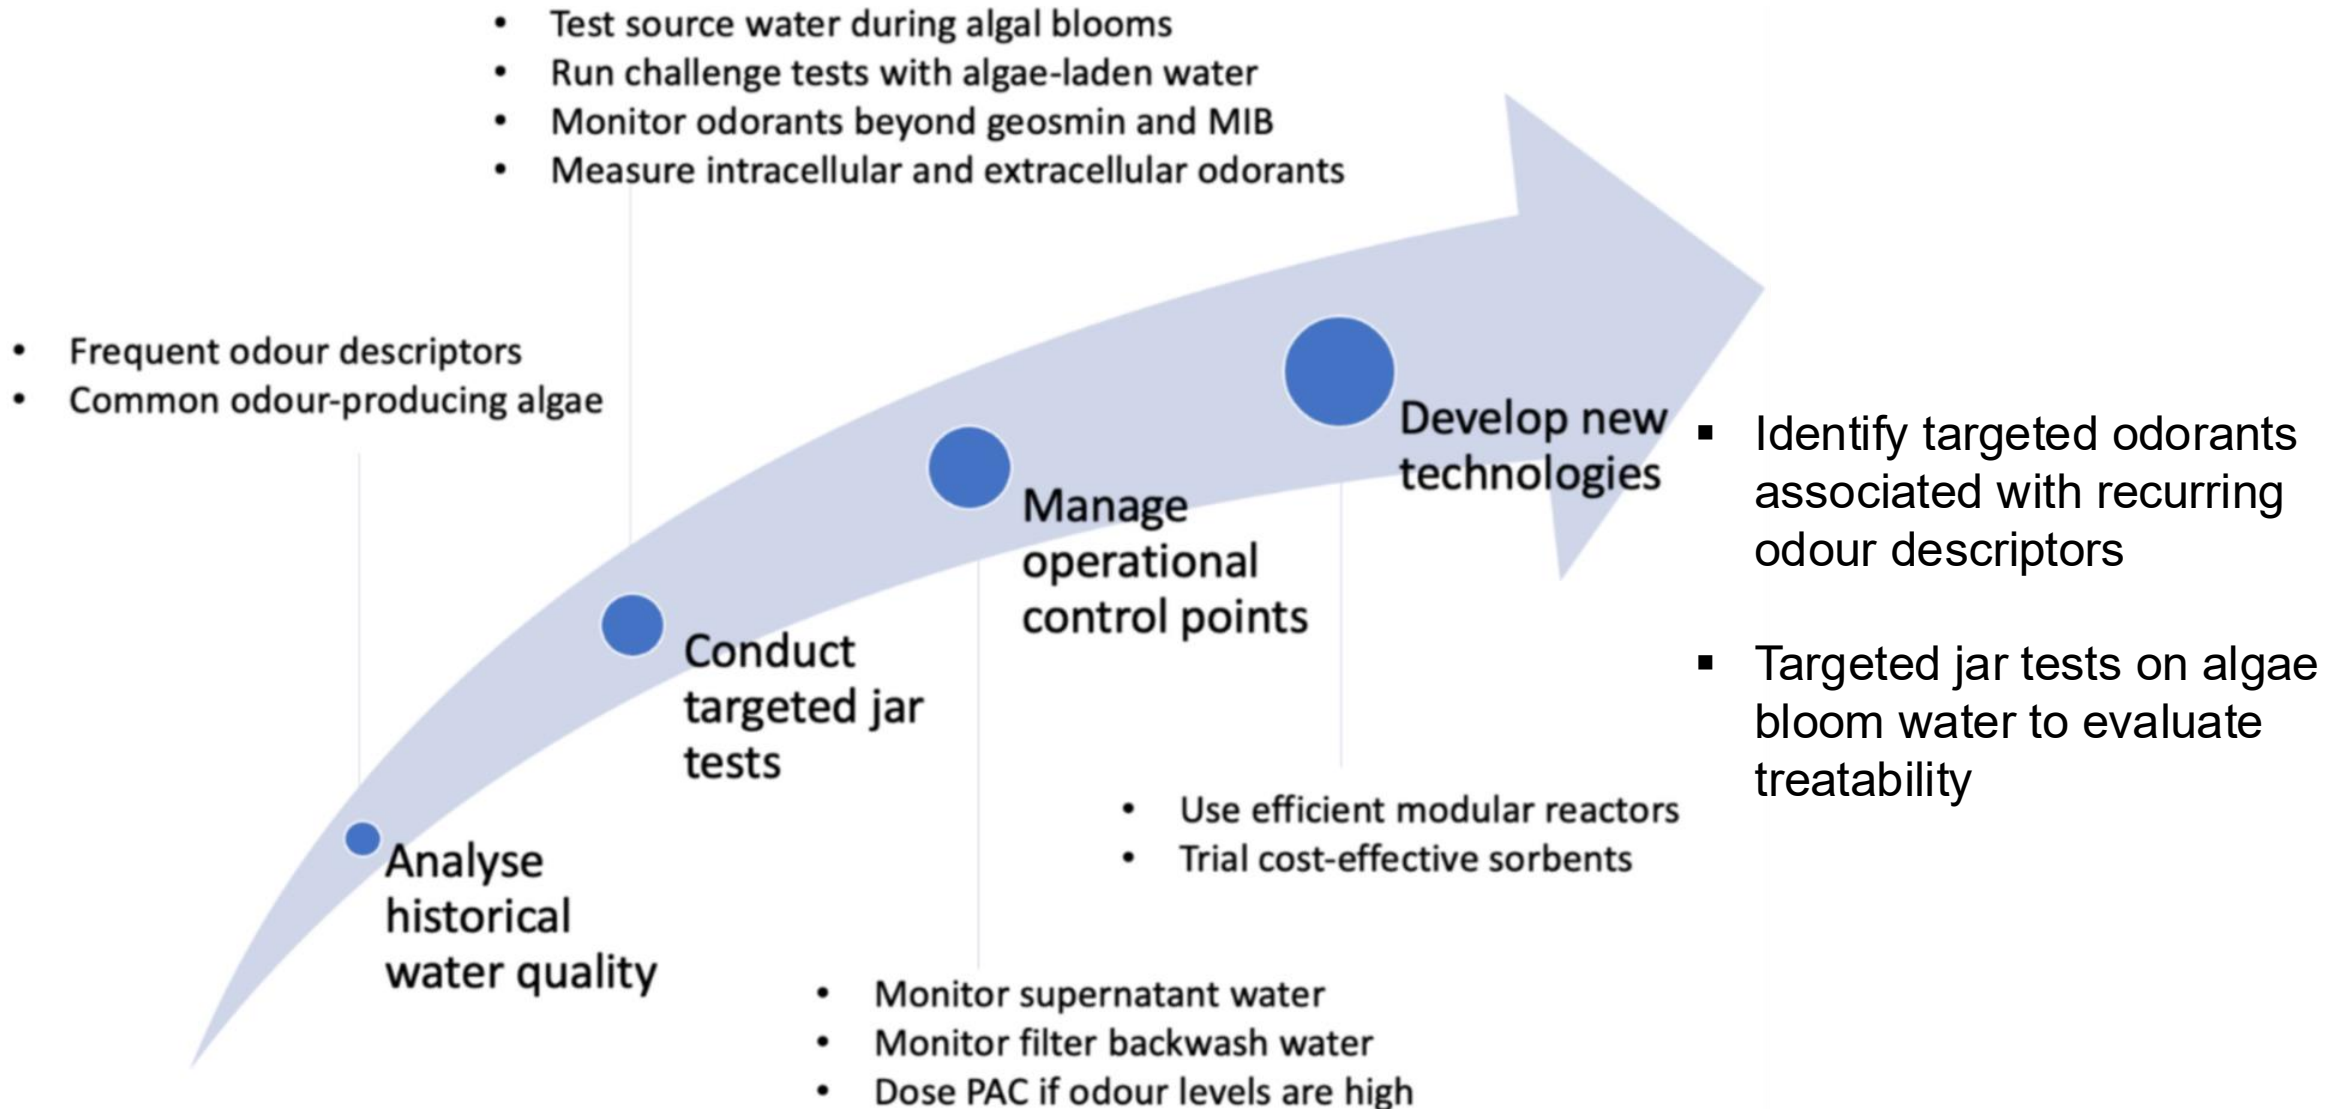 • Test source water during algal blooms
• Run challenge tests with algae-laden water
• Monitor odorants beyond geosmin and MIB
• Measure intracellular and extracellular odorants
• Frequent odour descriptors
• Common odour-producing algae
Analyse
historical
water quality
Conduct
targeted jar
tests
Manage
operational
control points
Develop new
technologies
• Monitor supernatant water
• Monitor filter backwash water
• Dose PAC if odour levels are high
• Use efficient modular reactors
• Trial cost-effective sorbents
▪ Identify targeted odorants
associated with recurring
odour descriptors
▪ Targeted jar tests on algae
bloom water to evaluate
treatability